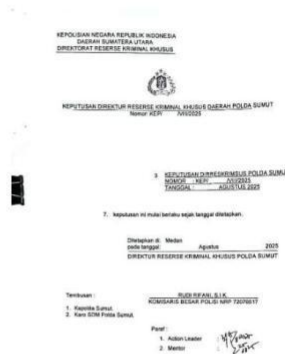 KEPOLISIAN NEGARA REPUBLIK INDONESIA
DAERAH SUMATERA UTARA
DIREKTORAT RESERSE KRIMINAL KHUSUS
KEPUTUSAN DIREKTUR RESERSE KRIMINAL KHUSUS DAERAH POLDA SUMUT
Nomor KEP/ /VIII/2025
3 KEPUTUSAN DIRRESKRIMSUS POLDA SUMUT
NOMOR : KEP/ /VIII/2025
TANGGAL : AGUSTUS 2025
7. keputusan ini mulai berlaku sejak tanggal ditetapkan.
Ditetapkan di: Medan
pada tanggal: Agustus 2025
DIREKTUR RESERSE KRIMINAL KHUSUS POLDA SUMUT
Tembusan :
1. Kapolda Sumut.
2. Karo SDM Polda Sumut.
RUDI RIFANI, S.I.K.
KOMISARIS BESAR POLISI NRP
Paraf :
1. Action Leader :
2. Mentor :